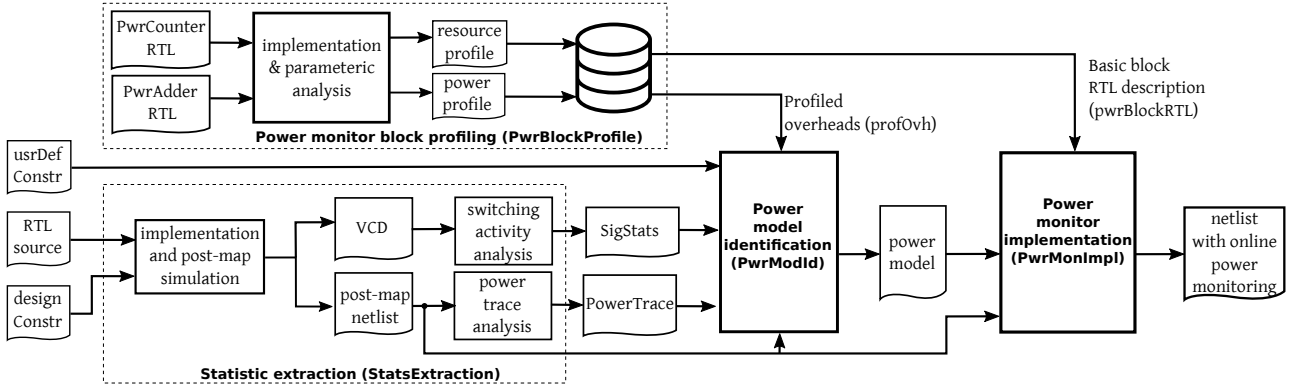 PwrCounter
RTL
PwrAdder
RTL
implementation
& parameteric
analysis
resource
profile
power
profile
Power monitor block profiling (PwrBlockProfile)
Profiled
overheads (profOvh)
Basic block
RTL description
(pwrBlockRTL)
usrDef
Constr
RTL
source
design
Constr
implementation
and post-map
simulation
VCD
post-map
netlist
switching
activity
analysis
power
trace
analysis
SigStats
PowerTrace
Statistic extraction (StatsExtraction)
Power
model
identification
(PwrModId)
power
model
Power
monitor
implementation
(PwrMonImpl)
netlist
with online
power
monitoring